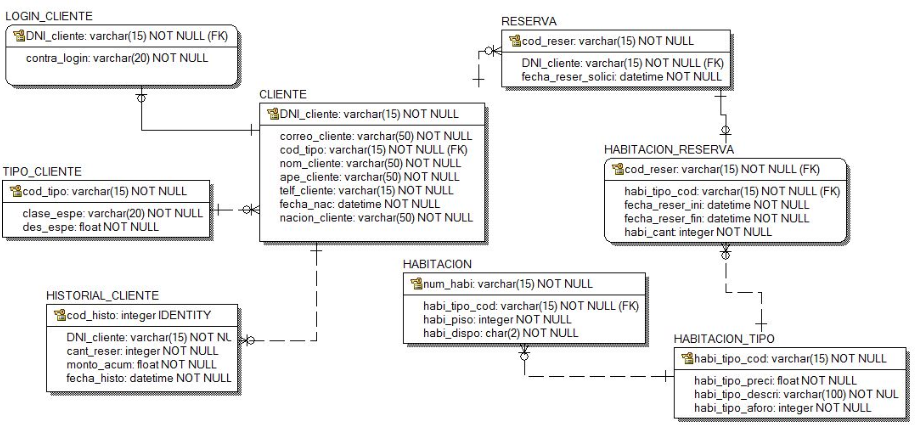 LOGIN_CLIENTE
DNI_cliente: varchar(15) NOT NULL (FK)
contra_login: varchar(20) NOT NULL
RESERVA
cod_reser: varchar(15) NOT NULL
DNI_cliente: varchar(15) NOT NULL (FK)
fecha_reser_solici: datetime NOT NULL
CLIENTE
DNI_cliente: varchar(15) NOT NULL
correo_cliente: varchar(50) NOT NULL
cod_tipo: varchar(15) NOT NULL (FK)
nom_cliente: varchar(50) NOT NULL
ape_cliente: varchar(50) NOT NULL
telf_cliente: varchar(15) NOT NULL
fecha_nac: datetime NOT NULL
nacion_cliente: varchar(50) NOT NULL
TIPO_CLIENTE
cod_tipo: varchar(15) NOT NULL
clase_espe: varchar(20) NOT NULL
des_espe: float NOT NULL
HABITACION_RESERVA
cod_reser: varchar(15) NOT NULL (FK)
habi_tipo_cod: varchar(15) NOT NULL (FK)
fecha_reser_ini: datetime NOT NULL
fecha_reser_fin: datetime NOT NULL
habi_cant: integer NOT NULL
HISTORIAL_CLIENTE
cod_histo: integer IDENTITY
DNI_cliente: varchar(15) NOT NUL
cant_reser: integer NOT NULL
monto_acum: float NOT NULL
fecha_histo: datetime NOT NULL
HABITACION
num_habi: varchar(15) NOT NULL
habi_tipo_cod: varchar(15) NOT NULL (FK)
habi_piso: integer NOT NULL
habi_dispo: char(2) NOT NULL
HABITACION_TIPO
habi_tipo_cod: varchar(15) NOT NULL
habi_tipo_preci: float NOT NULL
habi_tipo_descri: varchar(100) NOT NUL
habi_tipo_aforo: integer NOT NULL